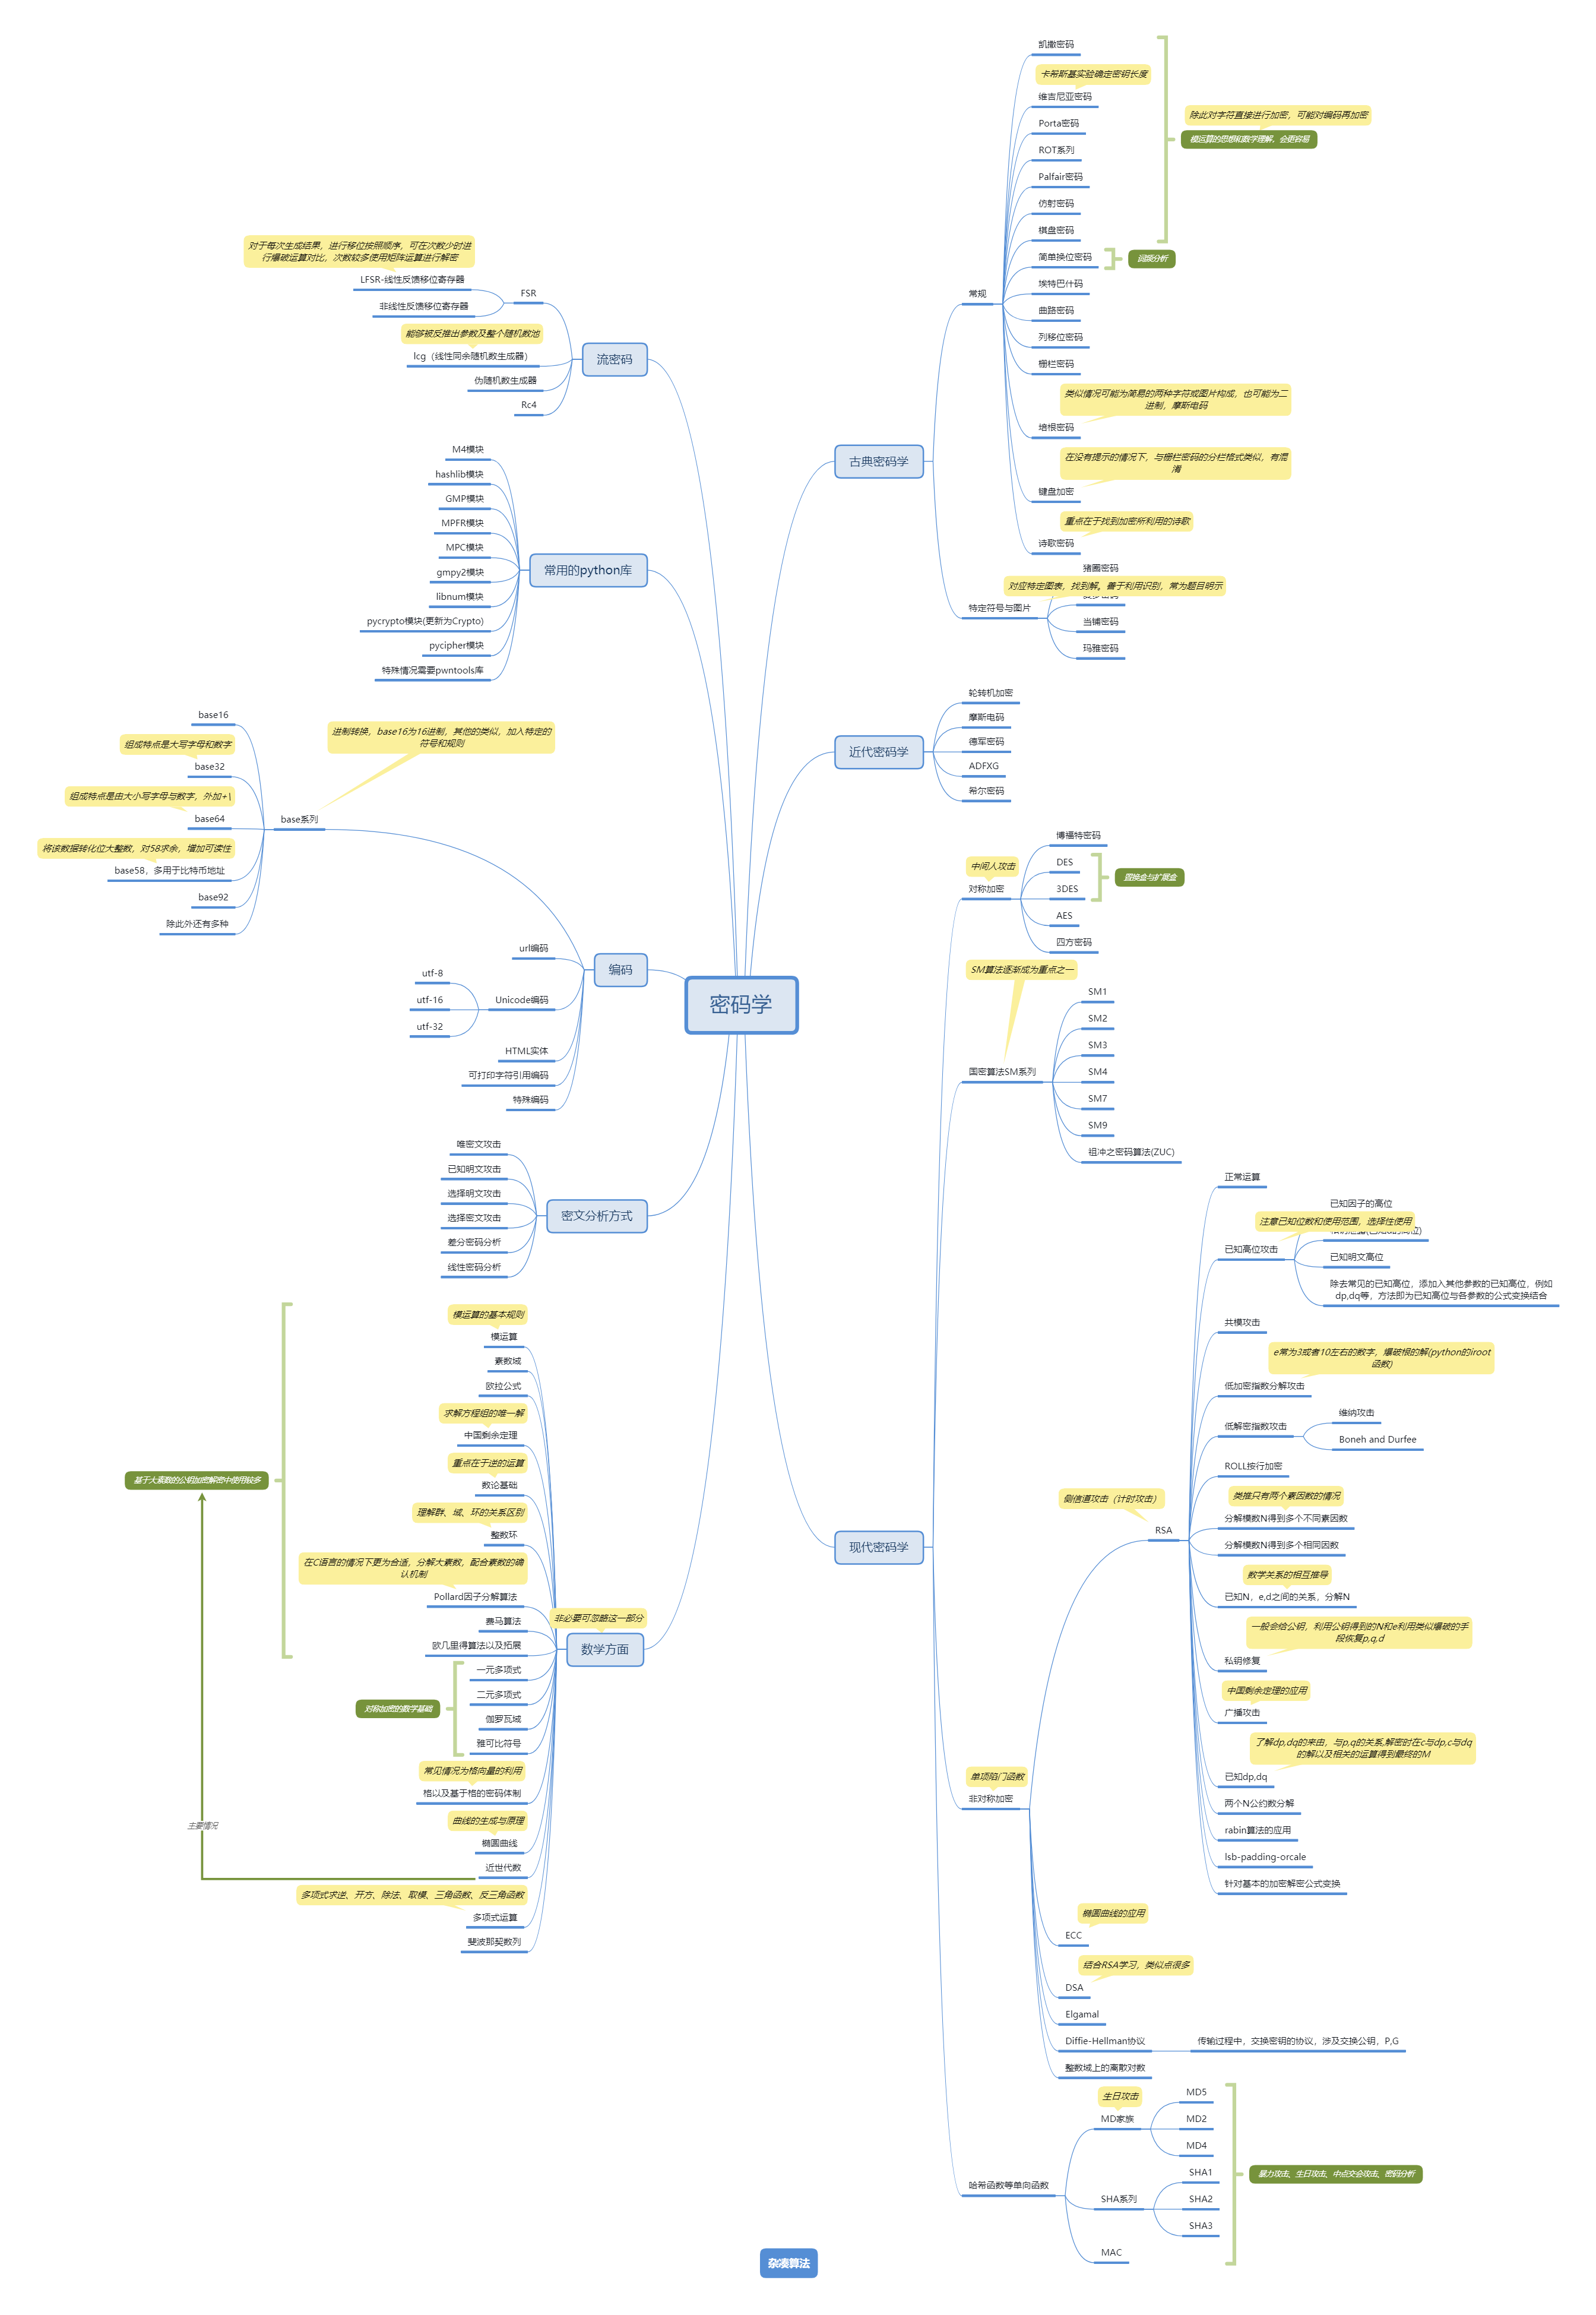 密码学
古典密码学
常规
凯撒密码
卡希斯基实验确定密钥长度
维吉尼亚密码
Porta密码
ROT系列
Palfair密码
仿射密码
棋盘密码
除此对字符直接进行加密，可能对编码再加密
模运算的思想和数学理解，会更容易
简单换位密码
词频分析
埃特巴什码
曲路密码
列移位密码
栅栏密码
类似情况可能为简易的两种字符或图片构成，也可能为二
进制，摩斯电码
培根密码
在没有提示的情况下，与栅栏密码的分栏格式类似，有混
淆
键盘加密
重点在于找到加密所利用的诗歌
诗歌密码
特定符号与图片
猪圈密码
对应特定图表，找到解。善于利用识别，常为题目明示
当铺密码
玛雅密码
近代密码学
轮转机加密
摩斯电码
德军密码
ADFXG
希尔密码
现代密码学
中间人攻击
对称加密
博福特密码
DES
3DES
置换盒与扩展盒
AES
四方密码
SM算法逐渐成为重点之一
国密算法SM系列
SM1
SM2
SM3
SM4
SM7
SM9
祖冲之密码算法(ZUC)
单项陷门函数
非对称加密
侧信道攻击（计时攻击）
RSA
正常运算
已知高位攻击
已知因子的高位
注意已知位数和使用范围，选择性使用
已知明文高位
除去常见的已知高位，添加入其他参数的已知高位，例如
dp,dq等，方法即为已知高位与各参数的公式变换结合
共模攻击
e常为3或者10左右的数字，爆破根的解(python的iroot
函数)
低加密指数分解攻击
低解密指数攻击
维纳攻击
Boneh and Durfee
ROLL按行加密
类推只有两个素因数的情况
分解模数N得到多个不同素因数
分解模数N得到多个相同因数
数学关系的相互推导
已知N，e,d之间的关系，分解N
一般会给公钥，利用公钥得到的N和e利用类似爆破的手
段恢复p,q,d
私钥修复
中国剩余定理的应用
广播攻击
了解dp,dq的来由，与p,q的关系,解密时在c与dp,c与dq
的解以及相关的运算得到最终的M
已知dp,dq
两个N公约数分解
rabin算法的应用
lsb-padding-orcale
针对基本的加密解密公式变换
椭圆曲线的应用
ECC
结合RSA学习，类似点很多
DSA
Elgamal
Diffie-Hellman协议
传输过程中，交换密钥的协议，涉及交换公钥，P,G
整数域上的离散对数
哈希函数等单向函数
生日攻击
MD家族
MD5
MD2
MD4
SHA系列
SHA1
SHA2
SHA3
MAC
暴力攻击、生日攻击、中点交会攻击、密码分析
流密码
FSR
对于每次生成结果，进行移位按照顺序，可在次数少时进
行爆破运算对比，次数较多使用矩阵运算进行解密
LFSR-线性反馈移位寄存器
非线性反馈移位寄存器
能够被反推出参数及整个随机数池
lcg（线性同余随机数生成器）
伪随机数生成器
Rc4
常用的python库
M4模块
hashlib模块
GMP模块
MPFR模块
MPC模块
gmpy2模块
libnum模块
pycrypto模块(更新为Crypto)
pycipher模块
特殊情况需要pwntools库
编码
进制转换，base16为16进制，其他的类似，加入特定的
符号和规则
base系列
base16
组成特点是大写字母和数字
base32
组成特点是由大小写字母与数字，外加+\
base64
将该数据转化位大整数，对58求余，增加可读性
base58，多用于比特币地址
base92
除此外还有多种
url编码
Unicode编码
utf-8
utf-16
utf-32
HTML实体
可打印字符引用编码
特殊编码
密文分析方式
唯密文攻击
已知明文攻击
选择明文攻击
选择密文攻击
差分密码分析
线性密码分析
非必要可忽略这一部分
数学方面
模运算的基本规则
模运算
素数域
欧拉公式
求解方程组的唯一解
中国剩余定理
重点在于逆的运算
数论基础
理解群、域、环的关系区别
整数环
在C语言的情况下更为合适，分解大素数，配合素数的确
认机制
Pollard因子分解算法
费马算法
欧几里得算法以及拓展
基于大素数的公钥加密解密中使用较多
一元多项式
二元多项式
伽罗瓦域
雅可比符号
对称加密的数学基础
常见情况为格向量的利用
格以及基于格的密码体制
曲线的生成与原理
椭圆曲线
近世代数
主要情况
多项式求逆、开方、除法、取模、三角函数、反三角函数
多项式运算
斐波那契数列
杂凑算法